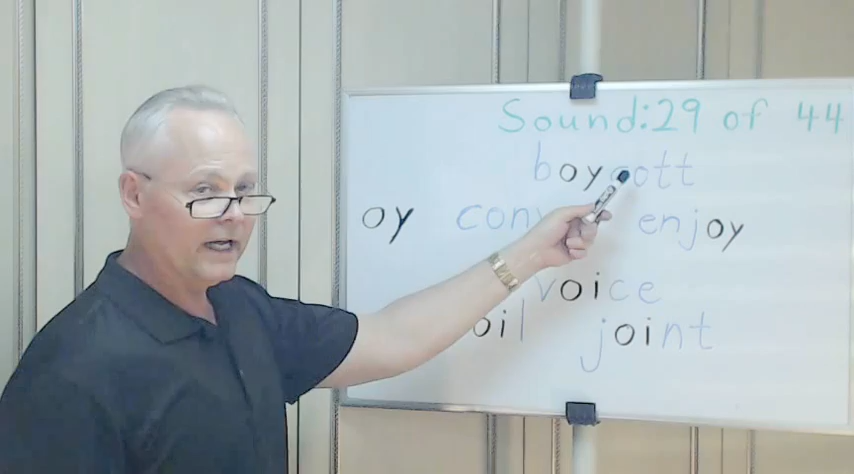 Sound:29 of 44
boycott
oy enjoy
voice
oil joint